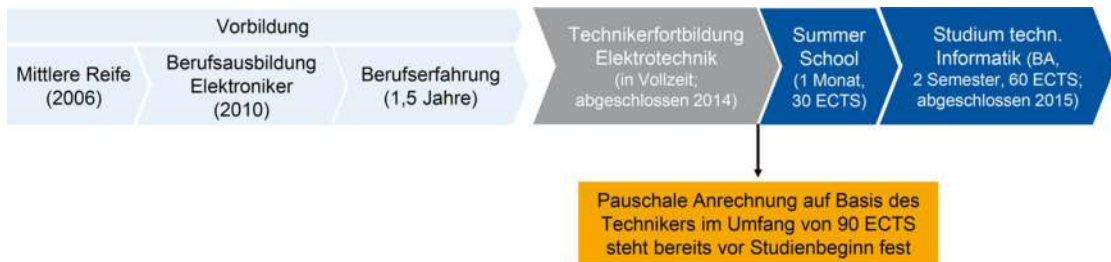 Vorbildung
Mittlere Reife
(2006)
Berufsausbildung
Elektroniker
(2010)
Berufserfahrung
(1,5 Jahre)
Technikerfortbildung
Elektrotechnik
(in Vollzeit;
abgeschlossen 2014)
Summer
School
(1 Monat,
30 ECTS)
Studium techn.
Informatik (BA,
2 Semester, 60 ECTS;
abgeschlossen 2015)
Pauschale Anrechnung auf Basis des
Technikers im Umfang von 90 ECTS
steht bereits vor Studienbeginn fest